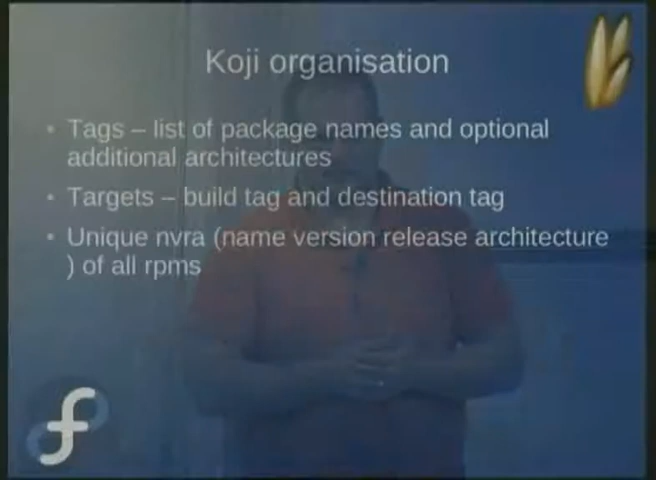 Koji organisation
• Tags – list of package names and optional
additional architectures
• Targets – build tag and destination tag
• Unique nvra (name version release architecture
) of all rpms